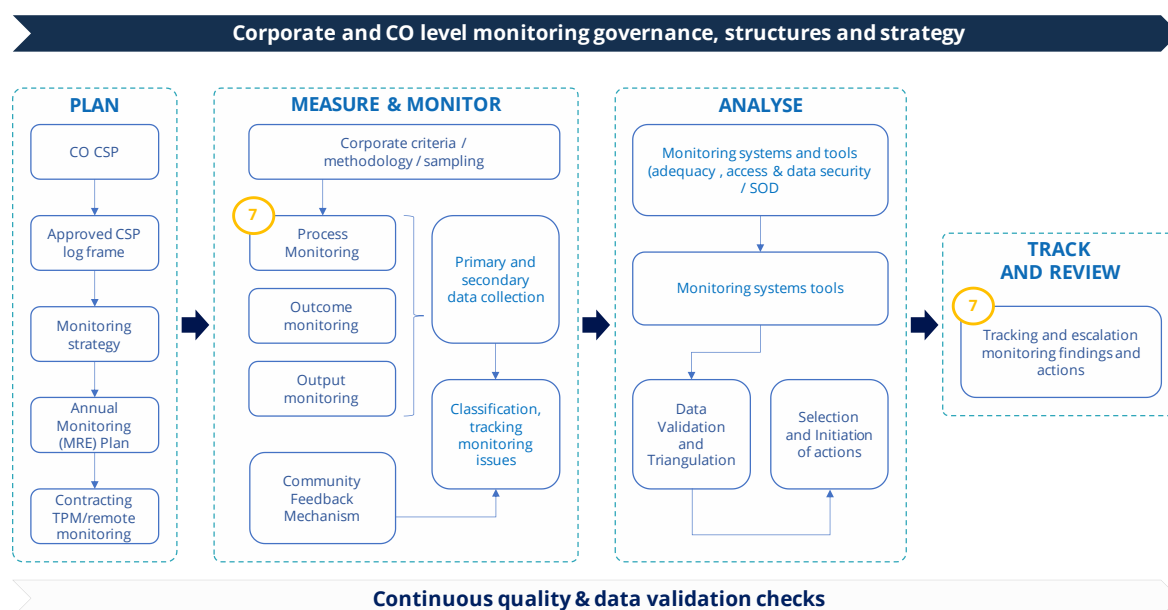 Corporate and CO level monitoring governance, structures and strategy
PLAN
CO CSP
Approved CSP
log frame
Monitoring
strategy
Annual
Monitoring
(MRE) Plan
Contracting
TPM/remote
monitoring
MEASURE & MONITOR
Corporate criteria /
methodology / sampling
7
Process
Monitoring
Outcome
monitoring
Output
monitoring
Community
Feedback
Mechanism
Primary and
secondary
data collection
Classification,
tracking
monitoring
issues
ANALYSE
Monitoring systems and tools
(adequacy , access & data security
/ SOD
Monitoring systems tools
Data
Validation
and
Triangulation
Selection
and Initiation
of actions
TRACK
AND REVIEW
7
Tracking and escalation
monitoring findings and
actions
Continuous quality & data validation checks